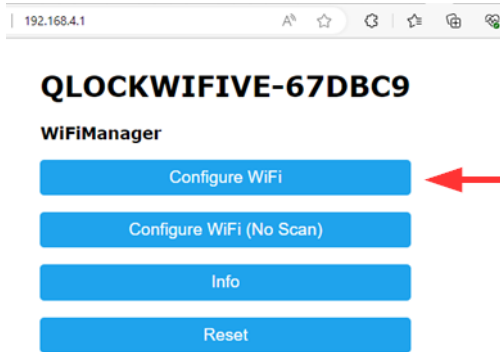 192.168.4.1
QLOCKWIFIVE-67DBC9
WiFiManager
Configure WiFi
Configure WiFi (No Scan)
Info
Reset